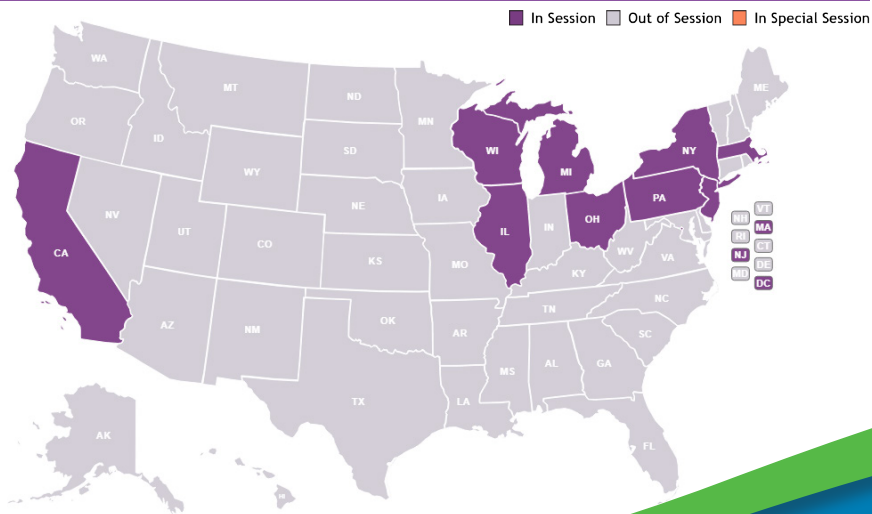 In Session Out of Session In Special Session
WA
MT
ND
MN
ME
OR
ID
SD
WI
MI
NY
WY
IA
NE
PA
NV
UT
CO
IL
IN
OH
CA
KS
MO
WV
VA
KY
VT
NH
MA
RI
CT
NJ
DE
MD
DC
AZ
NM
OK
AR
TN
NC
SC
MS
AL
GA
TX
LA
FL
AK
HI